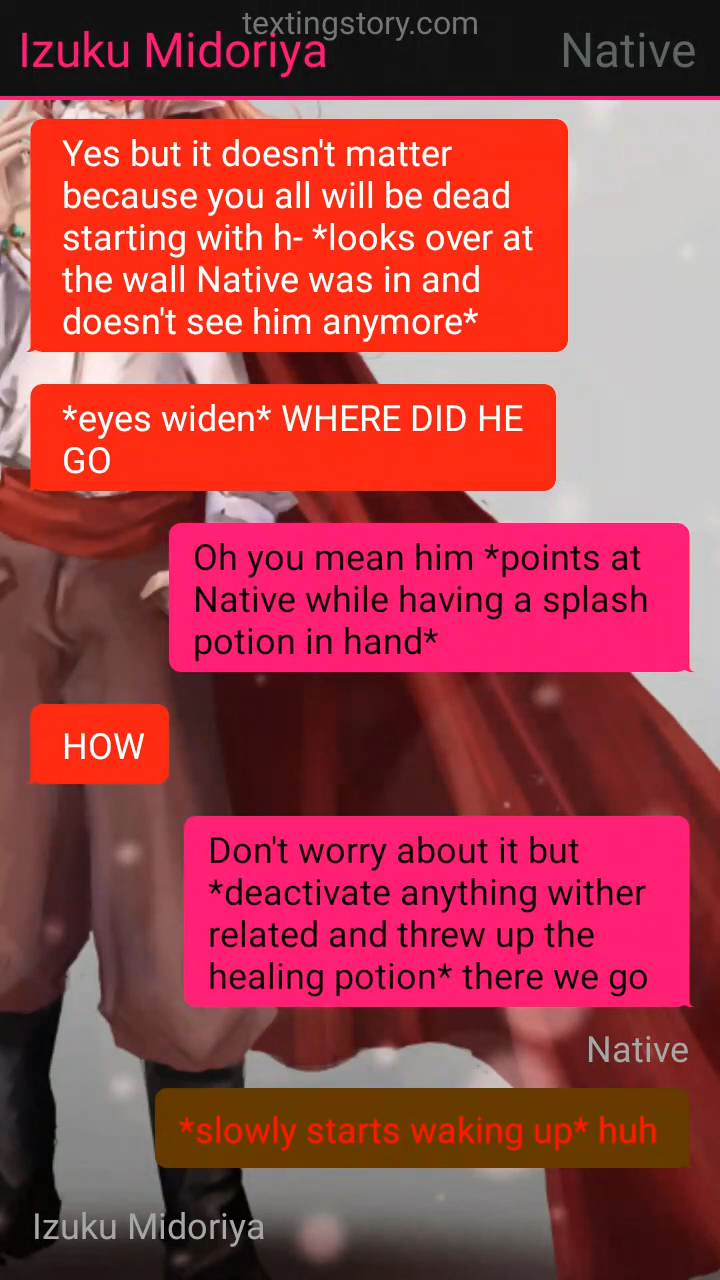 textingstory.com
Izuku Midoriya
Native
Yes but it doesn't matter
because you all will be dead
starting with h- *looks over at
the wall Native was in and
doesn't see him anymore*
*eyes widen* WHERE DID HE
GO
Oh you mean him *points at
Native while having a splash
potion in hand*
HOW
Don't worry about it but
*deactivate anything wither
related and threw up the
healing potion* there we go
Native
*slowly starts waking up* huh
Izuku Midoriya